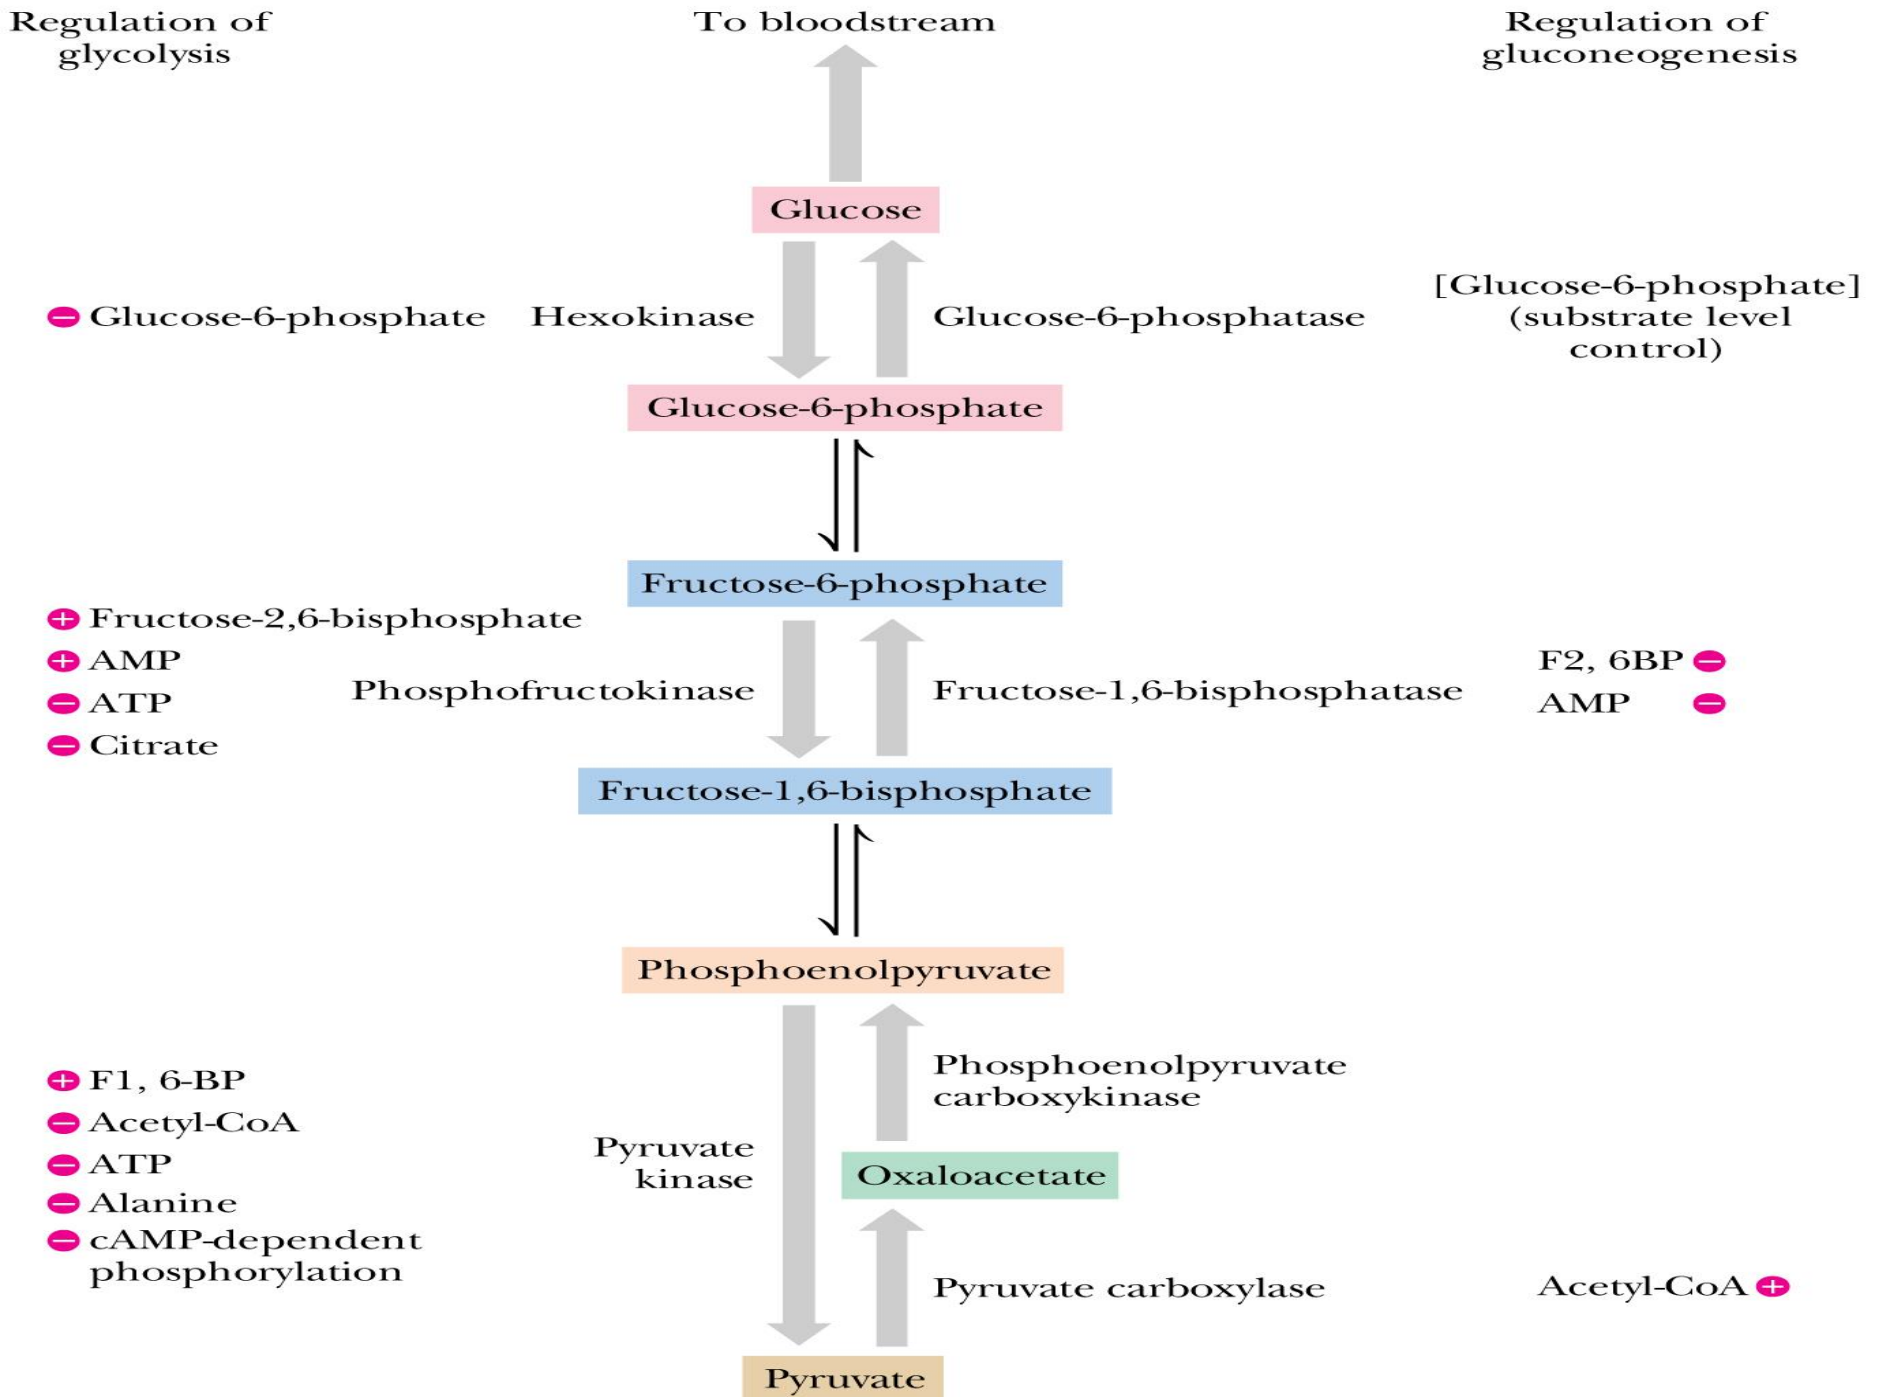 Regulation of
glycolysis
To bloodstream
Regulation of
gluconeogenesis
Glucose
− Glucose-6-phosphate
Hexokinase
Glucose-6-phosphatase
[Glucose-6-phosphate]
(substrate level
control)
Glucose-6-phosphate
Fructose-6-phosphate
+ Fructose-2,6-bisphosphate
+ AMP
− ATP
− Citrate
Phosphofructokinase
Fructose-1,6-bisphosphatase
F2, 6BP −
AMP −
Fructose-1,6-bisphosphate
Phosphoenolpyruvate
+ F1, 6-BP
− Acetyl-CoA
− ATP
− Alanine
− cAMP-dependent
phosphorylation
Pyruvate
kinase
Phosphoenolpyruvate
carboxykinase
Oxaloacetate
Pyruvate carboxylase
Acetyl-CoA +
Pyruvate